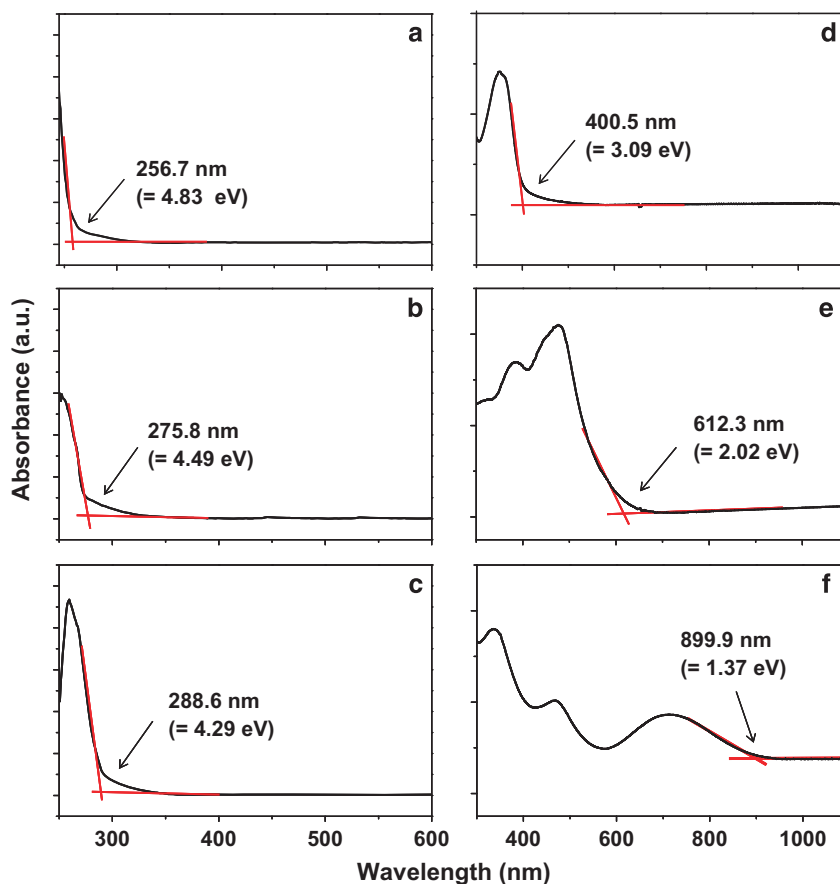 a
256.7 nm
(= 4.83 eV)
b
275.8 nm
(= 4.49 eV)
c
288.6 nm
(= 4.29 eV)
300 400 500 600
d
400.5 nm
(= 3.09 eV)
e
612.3 nm
(= 2.02 eV)
f
899.9 nm
(= 1.37 eV)
400 600 800 1000
Absorbance (a.u.)
Wavelength (nm)